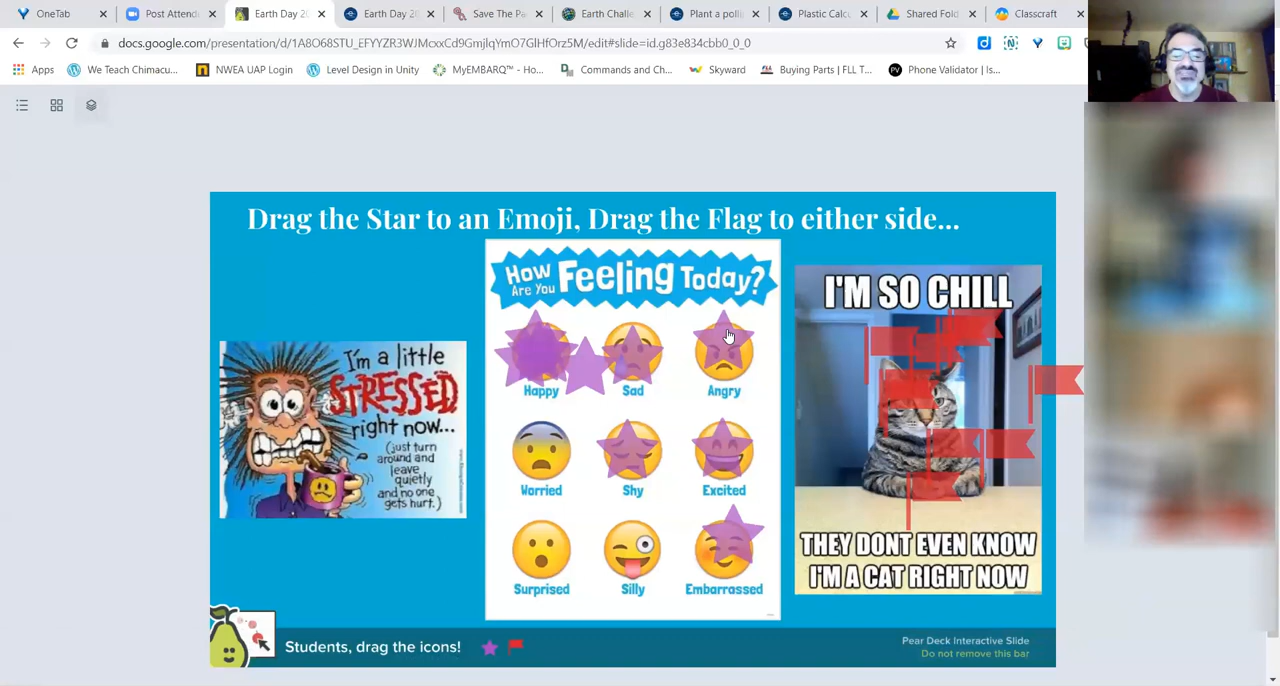 OneTab
Post Attend
Earth Day 2
Earth Day 2
Save The Pa
Earth Challe
Plant a polli
Plastic Calcu
Shared Fold
Classcraft
docs.google.com/presentation/d/1A8O68STU_EFYYZR3WJMcxxCd9GmjlqYmO7GlHfOrz5M/edit#slide=id.g83e834cbb0_0_0
Apps
We Teach Chimacu...
NWEA UAP Login
Level Design in Unity
MyEMBARQ™ - Ho...
Commands and Ch...
Skyward
Buying Parts | FLL T...
Phone Validator | Is...
Drag the Star to an Emoji, Drag the Flag to either side...
I'm a little
STRESSED
right now...
(just turn
around and
leave
quietly
and no one
gets hurt.)
How
Are You
Feeling
Today?
Happy
Sad
Angry
Worried
Shy
Excited
Surprised
Silly
Embarrassed
I'M SO CHILL
THEY DONT EVEN KNOW
I'M A CAT RIGHT NOW
Students, drag the icons!
Pear Deck Interactive Slide
Do not remove this bar